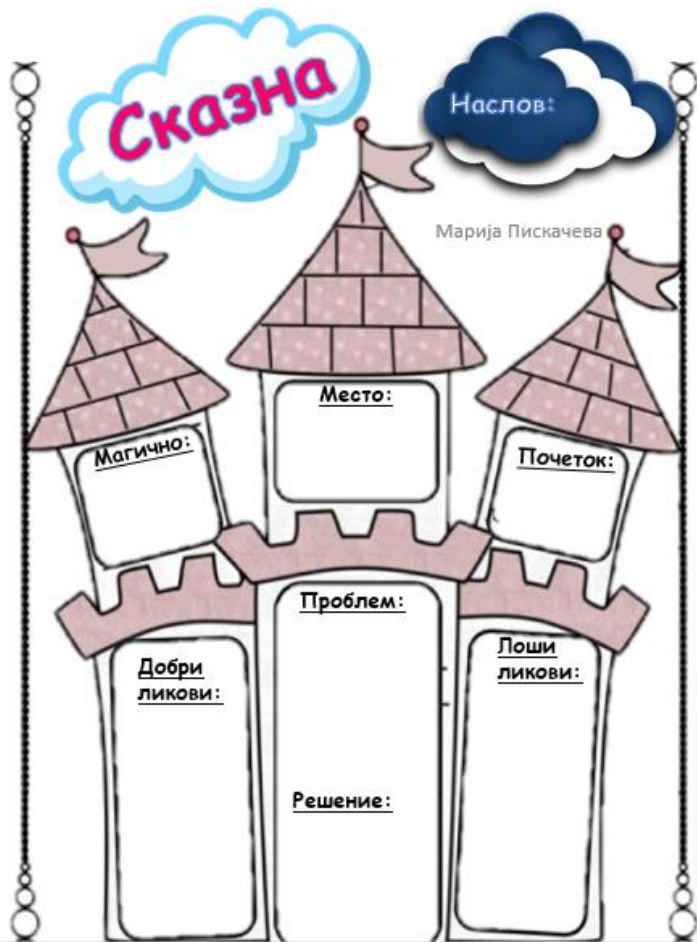 Сказна
Наслов:
Марија Пискачева
Место:
Магично:
Почеток:
Проблем:
Добри
ликови:
Лоши
ликови:
Решение: